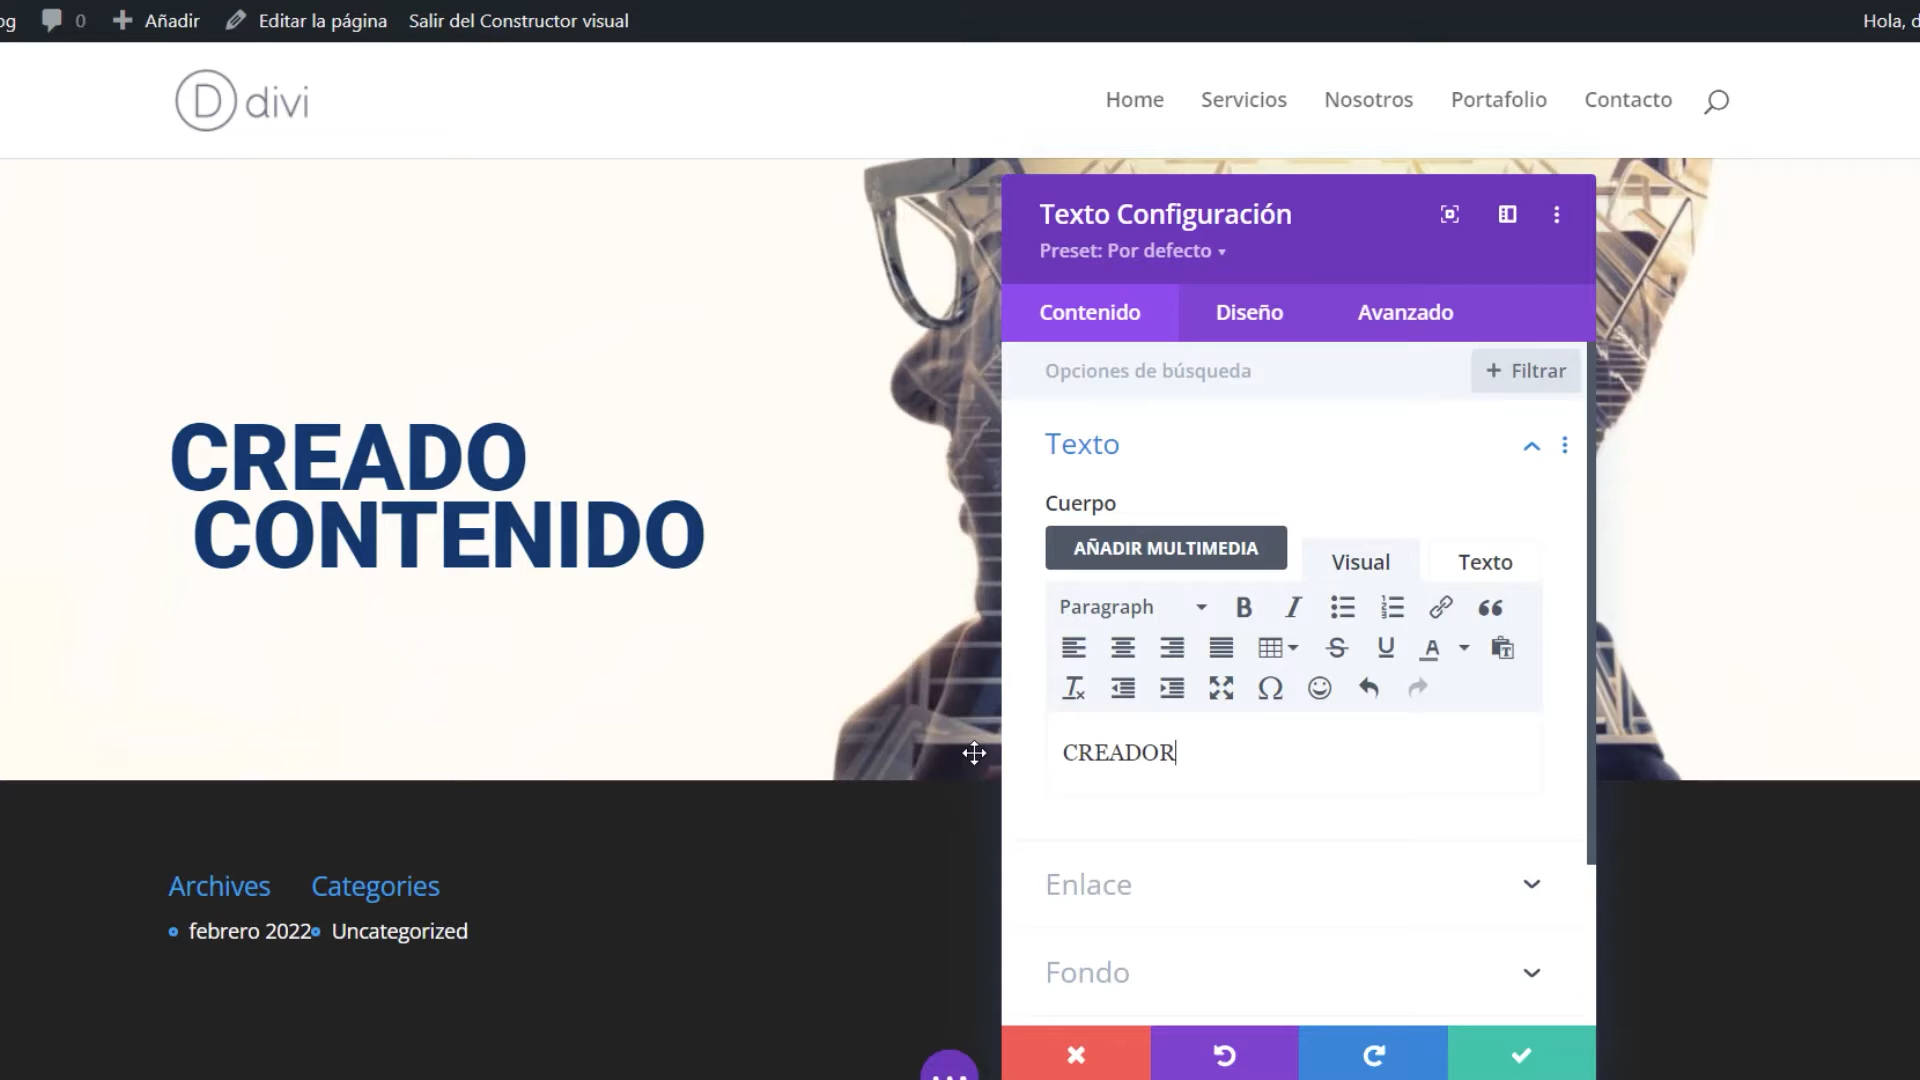 og 0 Añadir Editar la página Salir del Constructor visual Hola, d
D divi Home Servicios Nosotros Portafolio Contacto
CREADO
CONTENIDO
Texto Configuración
Preset: Por defecto
Contenido Diseño Avanzado
Opciones de búsqueda + Filtrar
Texto
Cuerpo
AÑADIR MULTIMEDIA Visual Texto
Paragraph
CREADOR
Enlace
Fondo
Archives Categories
febrero 2022 Uncategorized